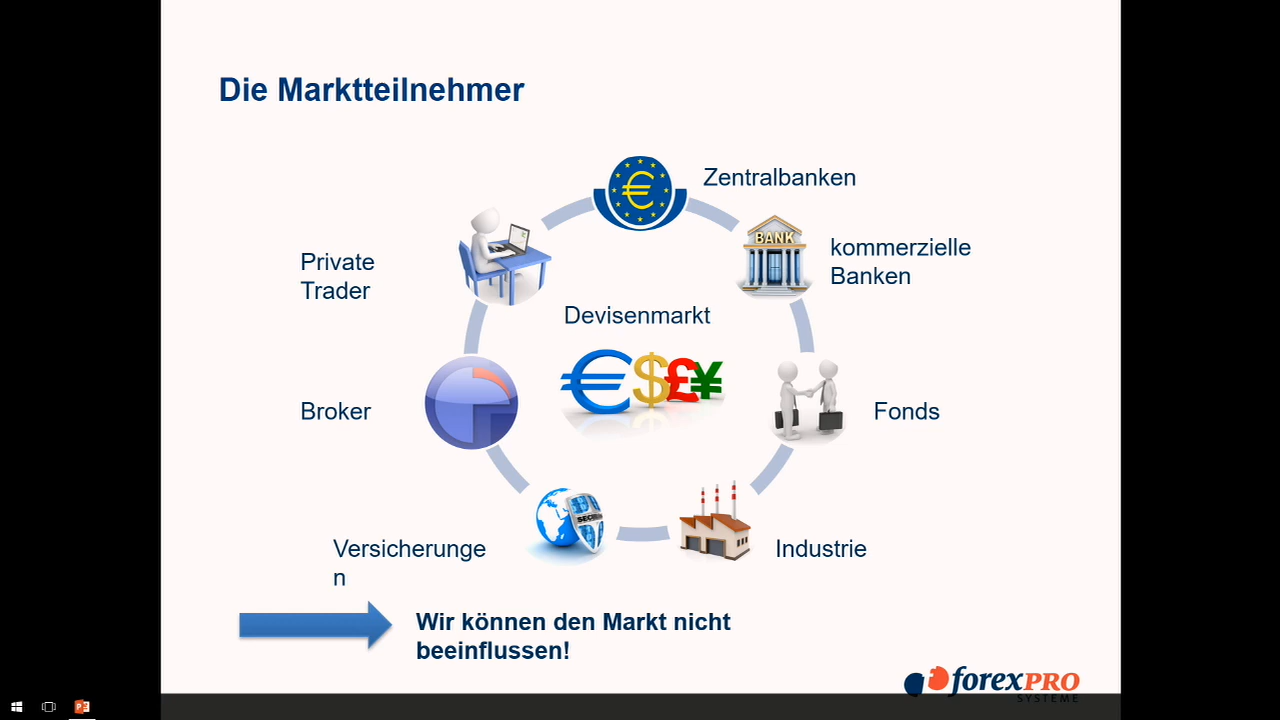 Die Marktteilnehmer
Zentralbanken
BANK
kommerzielle
Banken
Private
Trader
Devisenmarkt
€$£¥
Broker
Fonds
Versicherunge
n
Industrie
Wir können den Markt nicht
beeinflussen!
forexPRO
SYSTEME